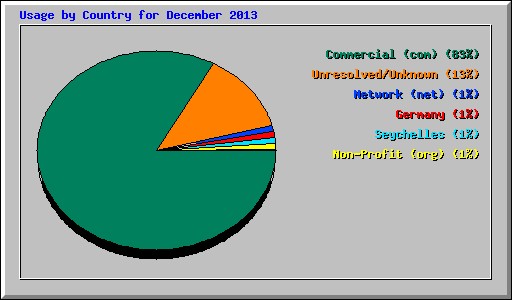 Usage by Country for December 2013
Commercial (com) (83%)
Unresolved/Unknown (13%)
Network (net) (1%)
Germany (1%)
Seychelles (1%)
Non-Profit (org) (1%)